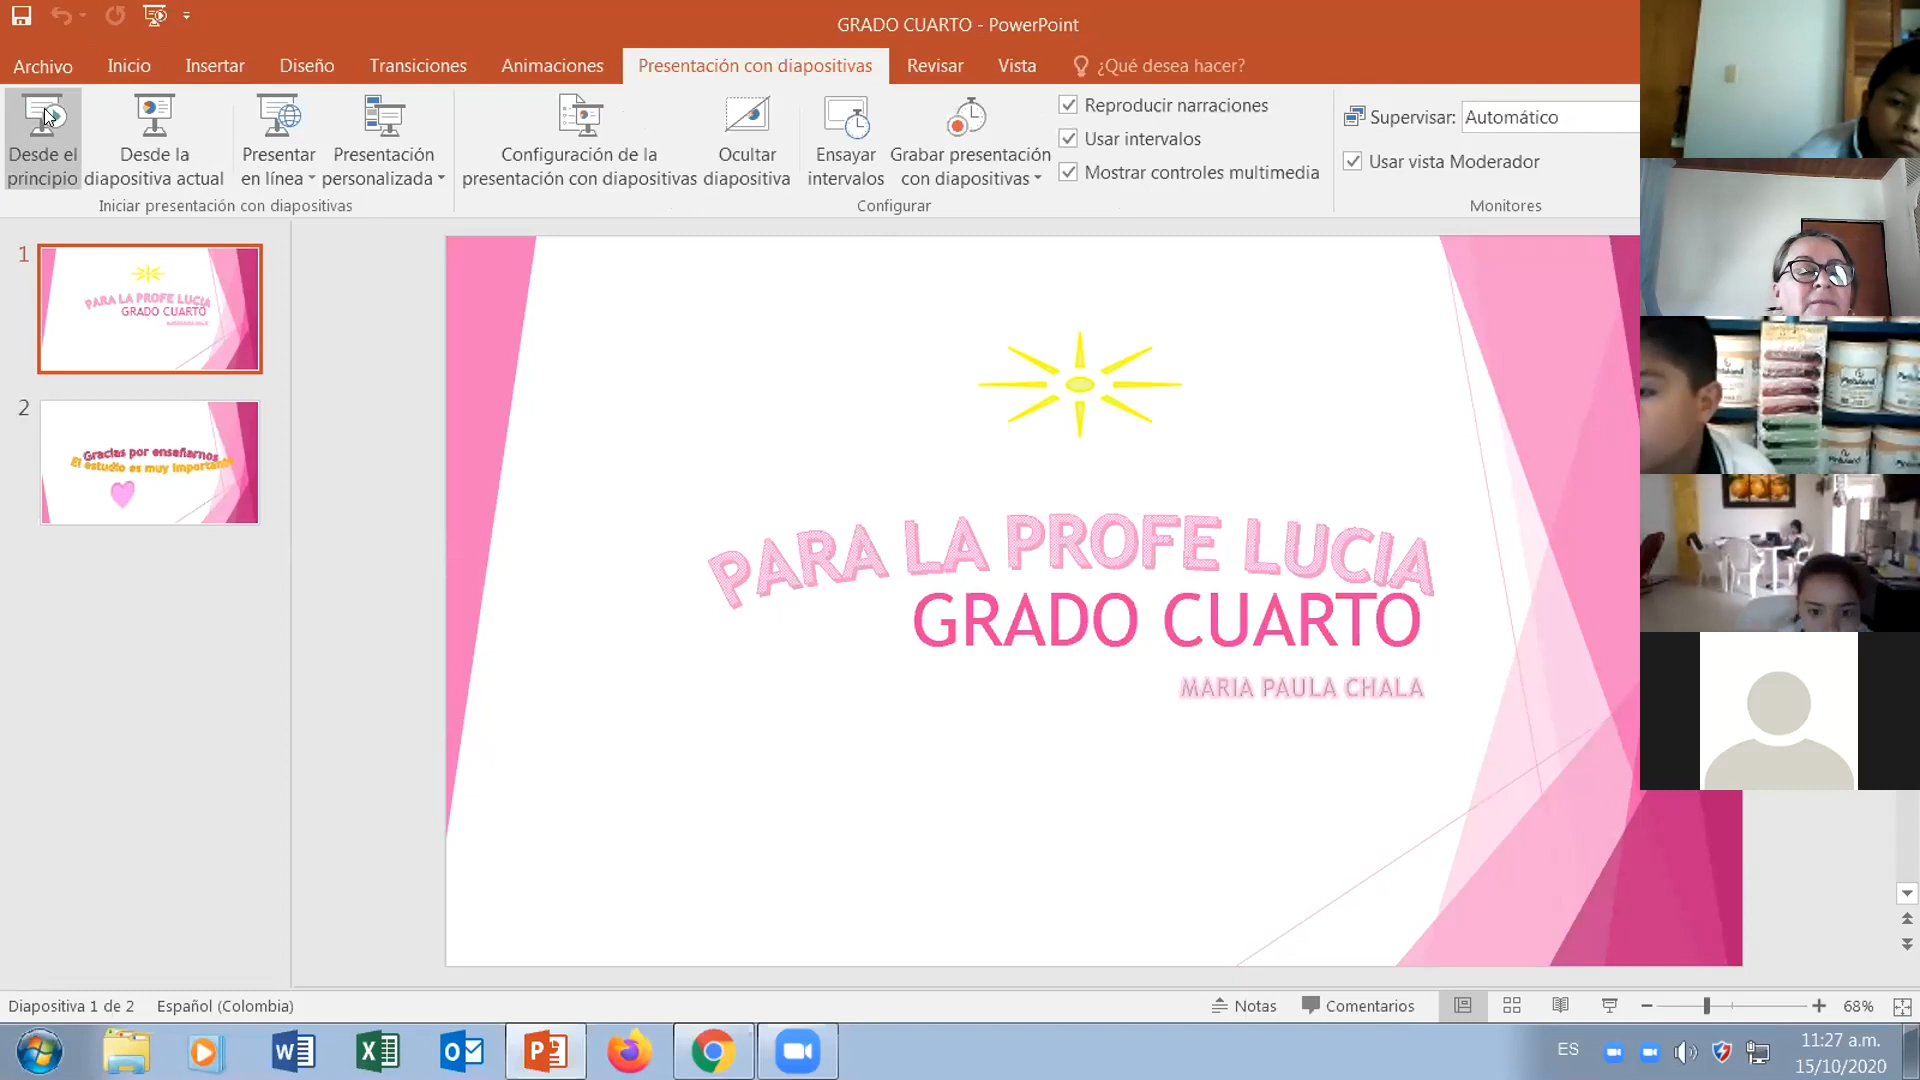 GRADO CUARTO - PowerPoint
Archivo Inicio Insertar Diseño Transiciones Animaciones Presentación con diapositivas Revisar Vista ¿Qué desea hacer?
Desde el principio
Desde la diapositiva actual
Presentar en línea
Presentación personalizada
Iniciar presentación con diapositivas
Configuración de la presentación con diapositivas
Ocultar diapositiva
Ensayar intervalos
Grabar presentación con diapositivas
Reproducir narraciones
Usar intervalos
Mostrar controles multimedia
Configurar
Supervisar: Automático
Usar vista Moderador
Monitores
1
PARA LA PROFE LUCIA
GRADO CUARTO
2
Gracias por enseñarnos
El estudio es muy importante
PARA LA PROFE LUCIA
GRADO CUARTO
MARIA PAULA CHALA
Diapositiva 1 de 2 Español (Colombia) Notas Comentarios 68%
ES
11:27 a.m.
15/10/2020